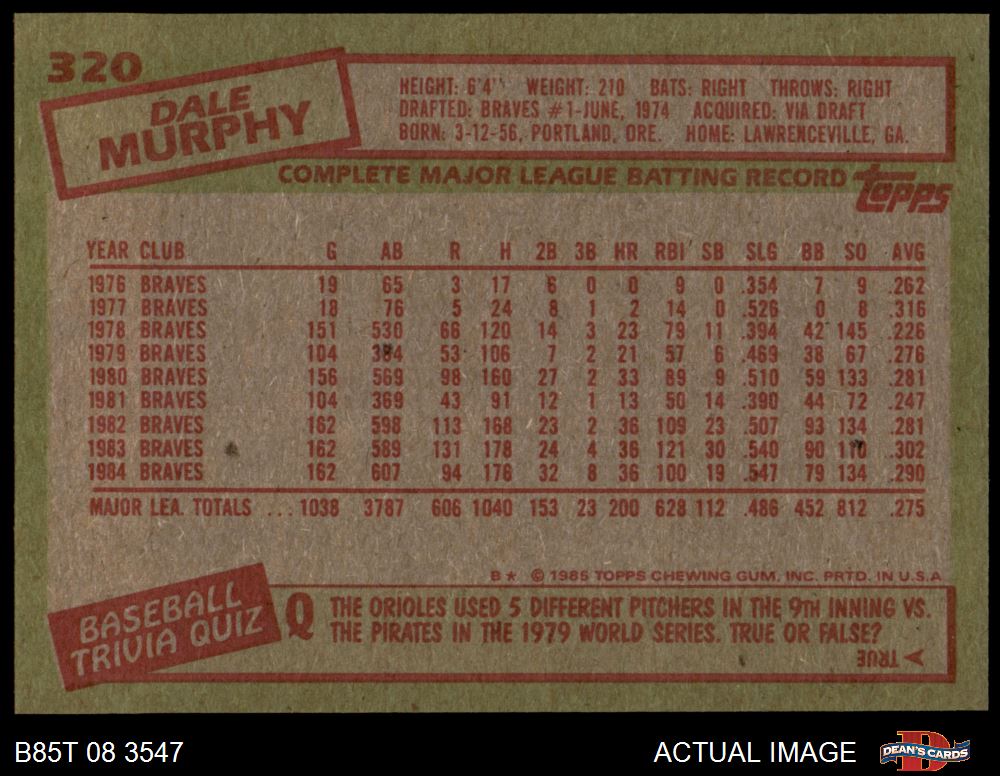 320
DALE
MURPHY
HEIGHT: 6'4" WEIGHT: 210 BATS: RIGHT THROWS: RIGHT
DRAFTED: BRAVES #1-JUNE, 1974 ACQUIRED: VIA DRAFT
BORN: 3-12-56, PORTLAND, ORE. HOME: LAWRENCEVILLE, GA.
COMPLETE MAJOR LEAGUE BATTING RECORD topps
YEAR CLUB G AB R H 2B 3B HR RBI SB SLG BB SO AVG
1976 BRAVES 19 65 3 17 6 0 0 9 0 .354 7 9 .262
1977 BRAVES 18 76 5 24 8 1 2 14 0 .526 0 8 .316
1978 BRAVES 151 530 66 120 14 3 23 79 11 .394 42 145 .226
1979 BRAVES 104 384 53 106 7 2 21 57 6 .469 38 67 .276
1980 BRAVES 156 569 98 160 27 2 33 89 9 .510 59 133 .281
1981 BRAVES 104 369 43 91 12 1 13 50 14 .390 44 72 .247
1982 BRAVES 162 598 113 168 23 2 36 109 23 .507 93 134 .281
1983 BRAVES 162 589 131 178 24 4 36 121 30 .540 90 110 .302
1984 BRAVES 162 607 94 176 32 8 36 100 19 .547 79 134 .290
MAJOR LEA. TOTALS ... 1038 3787 606 1040 153 23 200 628 112 .486 452 812 .275
B* © 1985 TOPPS CHEWING GUM, INC. PRTD. IN U.S.A
BASEBALL
TRIVIA QUIZ
Q THE ORIOLES USED 5 DIFFERENT PITCHERS IN THE 9TH INNING VS.
THE PIRATES IN THE 1979 WORLD SERIES. TRUE OR FALSE?
TRUE
B85T 08 3547
ACTUAL IMAGE
D
DEAN'S CARDS